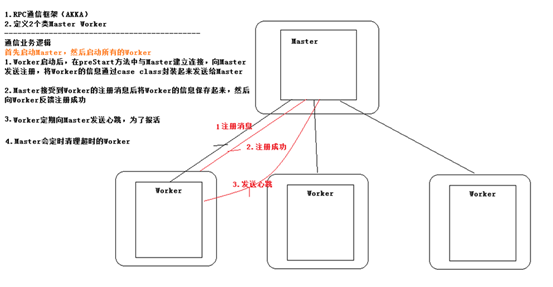 1.RPC通信框架（AKKA）
2.定义2个类Master Worker
----------------------------------------
通信业务逻辑
首先启动Master, 然后启动所有的Worker
1.Worker启动后，在preStart方法中与Master建立连接，向Master
发送注册，将Worker的信息通过case class封装起来发送给Master
2.Master接受到Worker的注册消息后将Worker的信息保存起来，然后
向Worker反馈注册成功
3.Worker定期向Master发送心跳，为了报活
4.Master会定时清理超时的Worker
Master
1 注册消息
2.注册成功
3.发送心跳
Worker
Worker
Worker